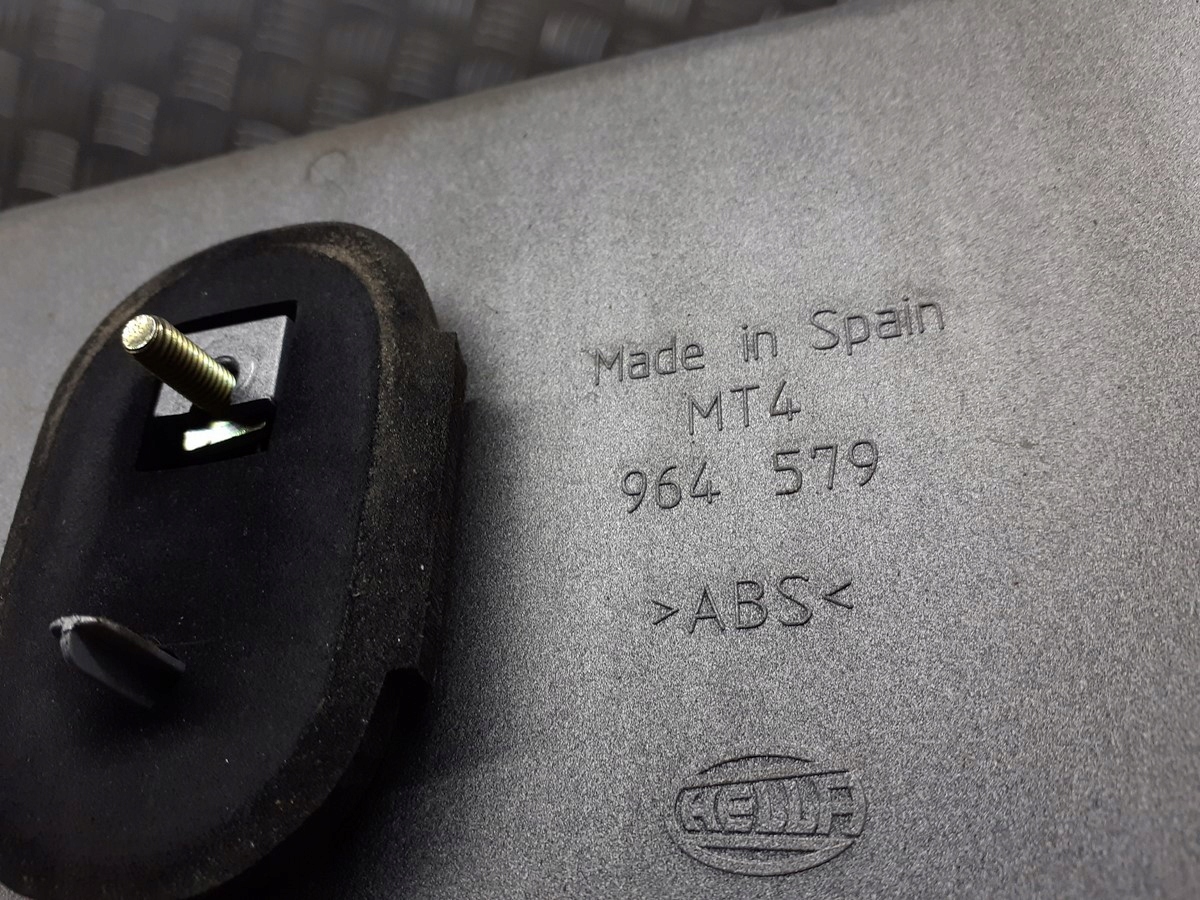 Made in Spain
MT4
964 579
>ABS<
HELLA